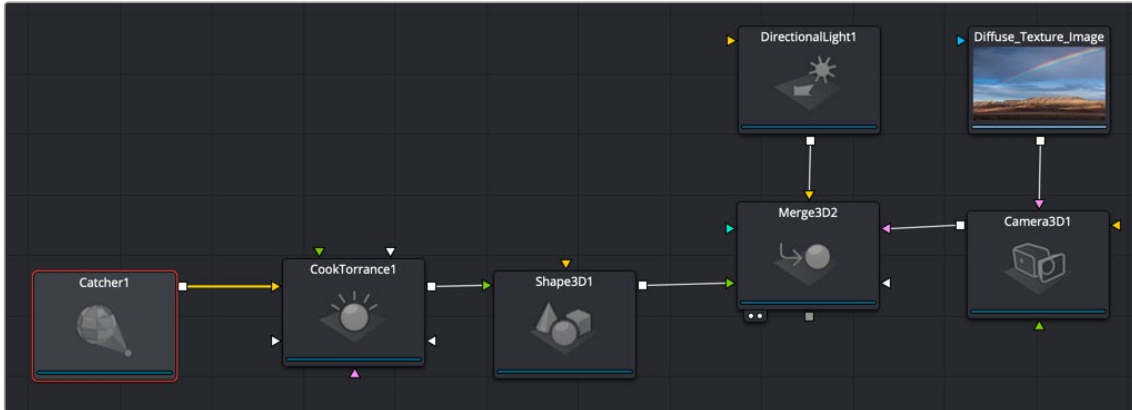 DirectionalLight1
Diffuse_Texture_Image
Merge3D2
Camera3D1
CookTorrance1
Catcher1
Shape3D1